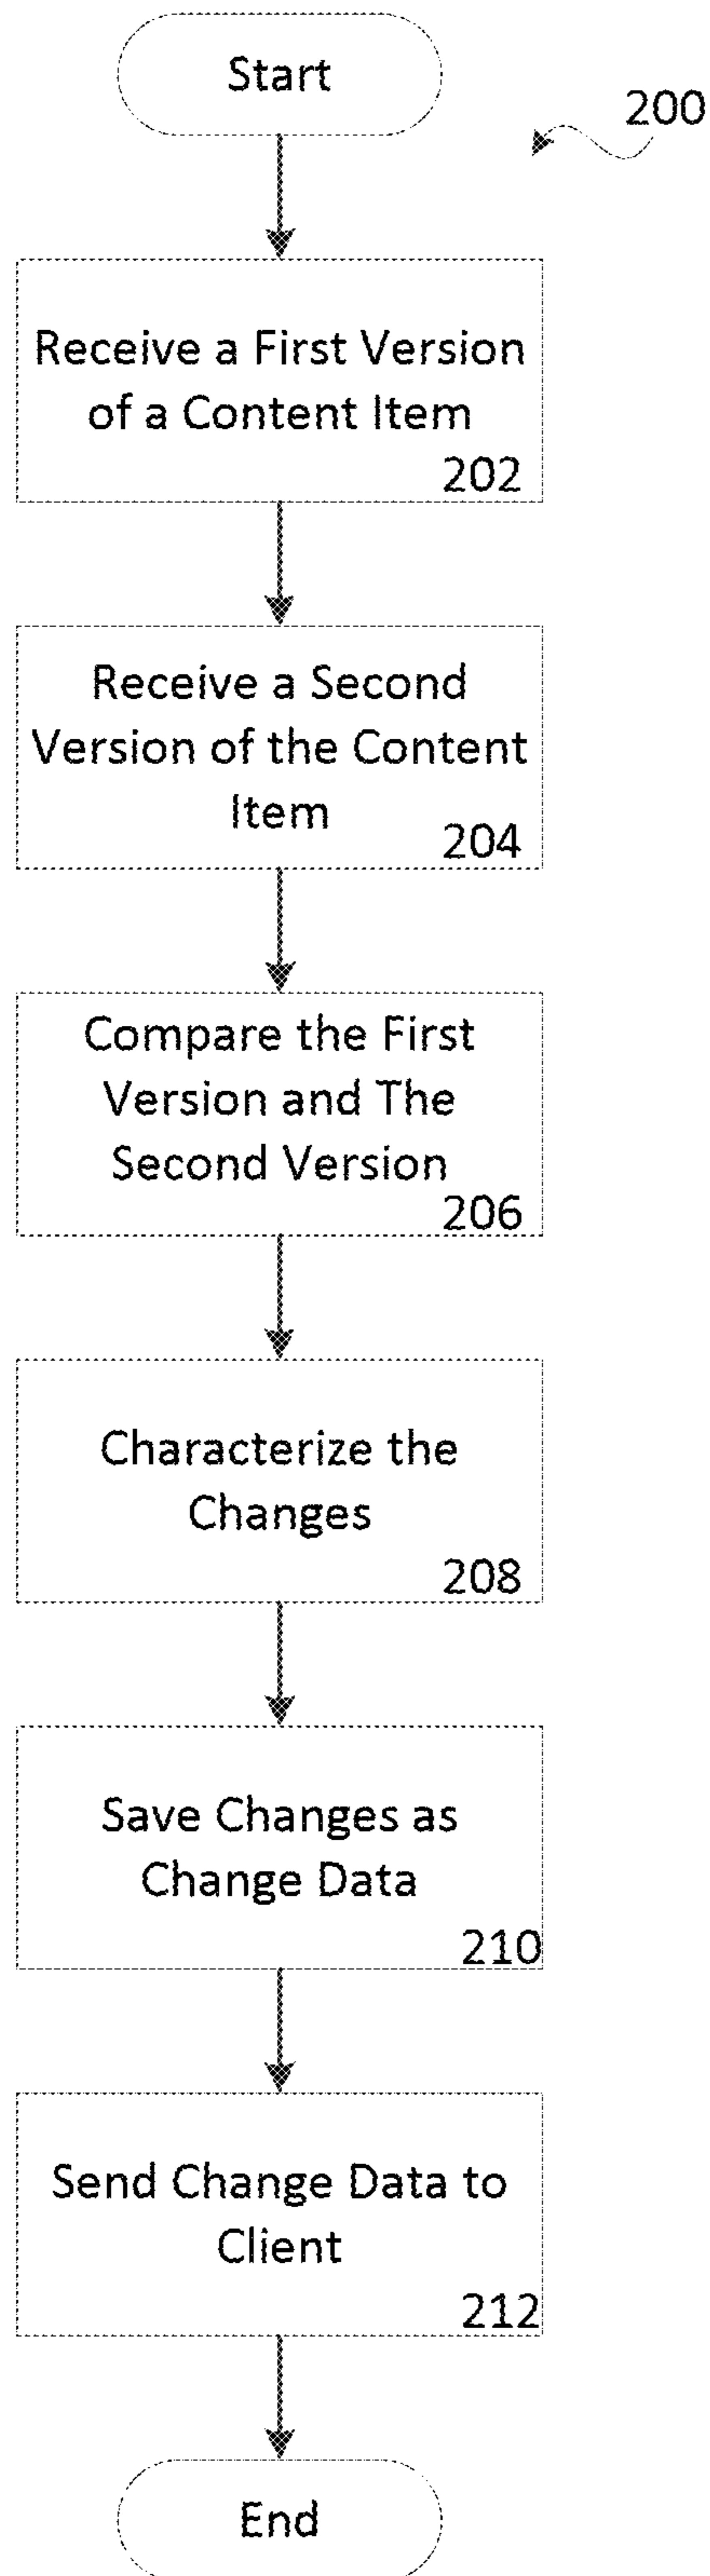 Start
200
Receive a First Version
of a Content Item
202
Receive a Second
Version of the Content
Item
204
Compare the First
Version and The
Second Version
206
Characterize the
Changes
208
Save Changes as
Change Data
210
Send Change Data to
Client
212
End